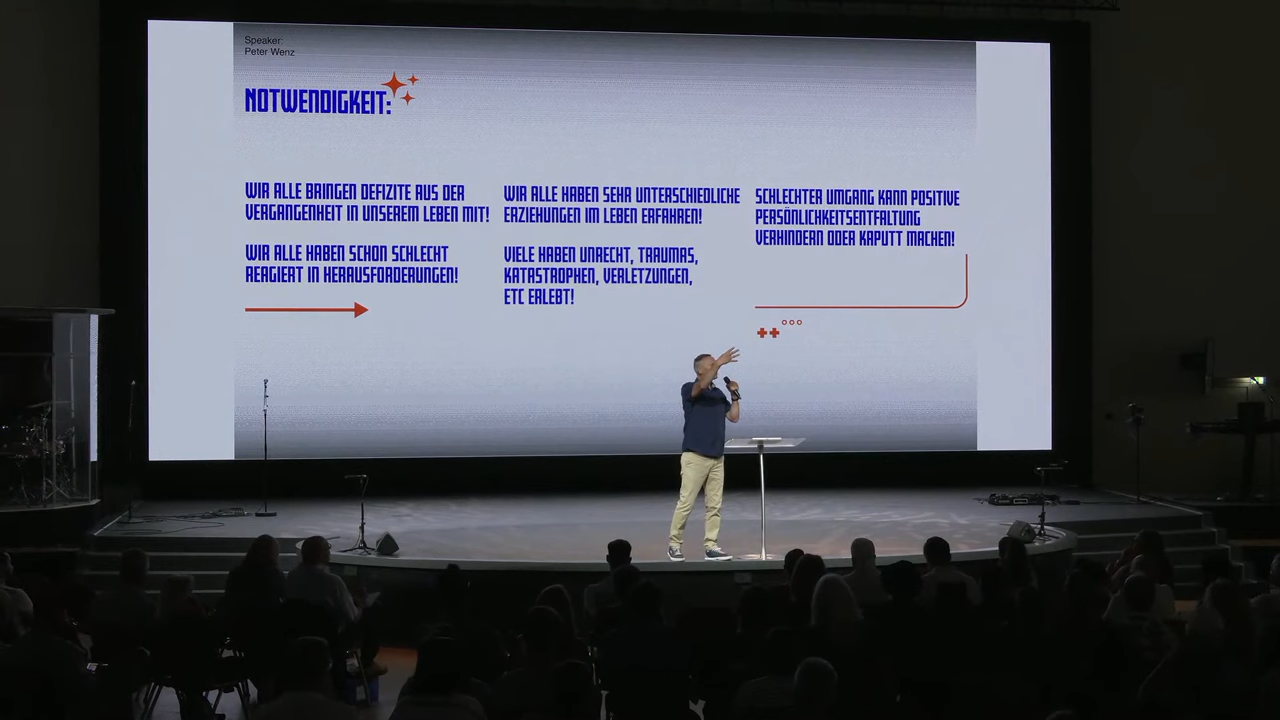 Speaker:
Peter Wenz
NOTWENDIGKEIT:
WIR ALLE BRINGEN DEFIZITE AUS DER
VERGANGENHEIT IN UNSEREM LEBEN MIT!
WIR ALLE HABEN SCHON SCHLECHT
REAGIERT IN HERAUSFORDERUNGEN!
WIR ALLE HABEN SEHR UNTERSCHIEDLICHE
ERZIEHUNGEN IM LEBEN ERFAHREN!
VIELE HABEN UNRECHT, TRAUMAS,
KATASTROPHEN, VERLETZUNGEN,
ETC ERLEBT!
SCHLECHTER UMGANG KANN POSITIVE
PERSÖNLICHKEITSENTFALTUNG
VERHINDERN ODER KAPUTT MACHEN!